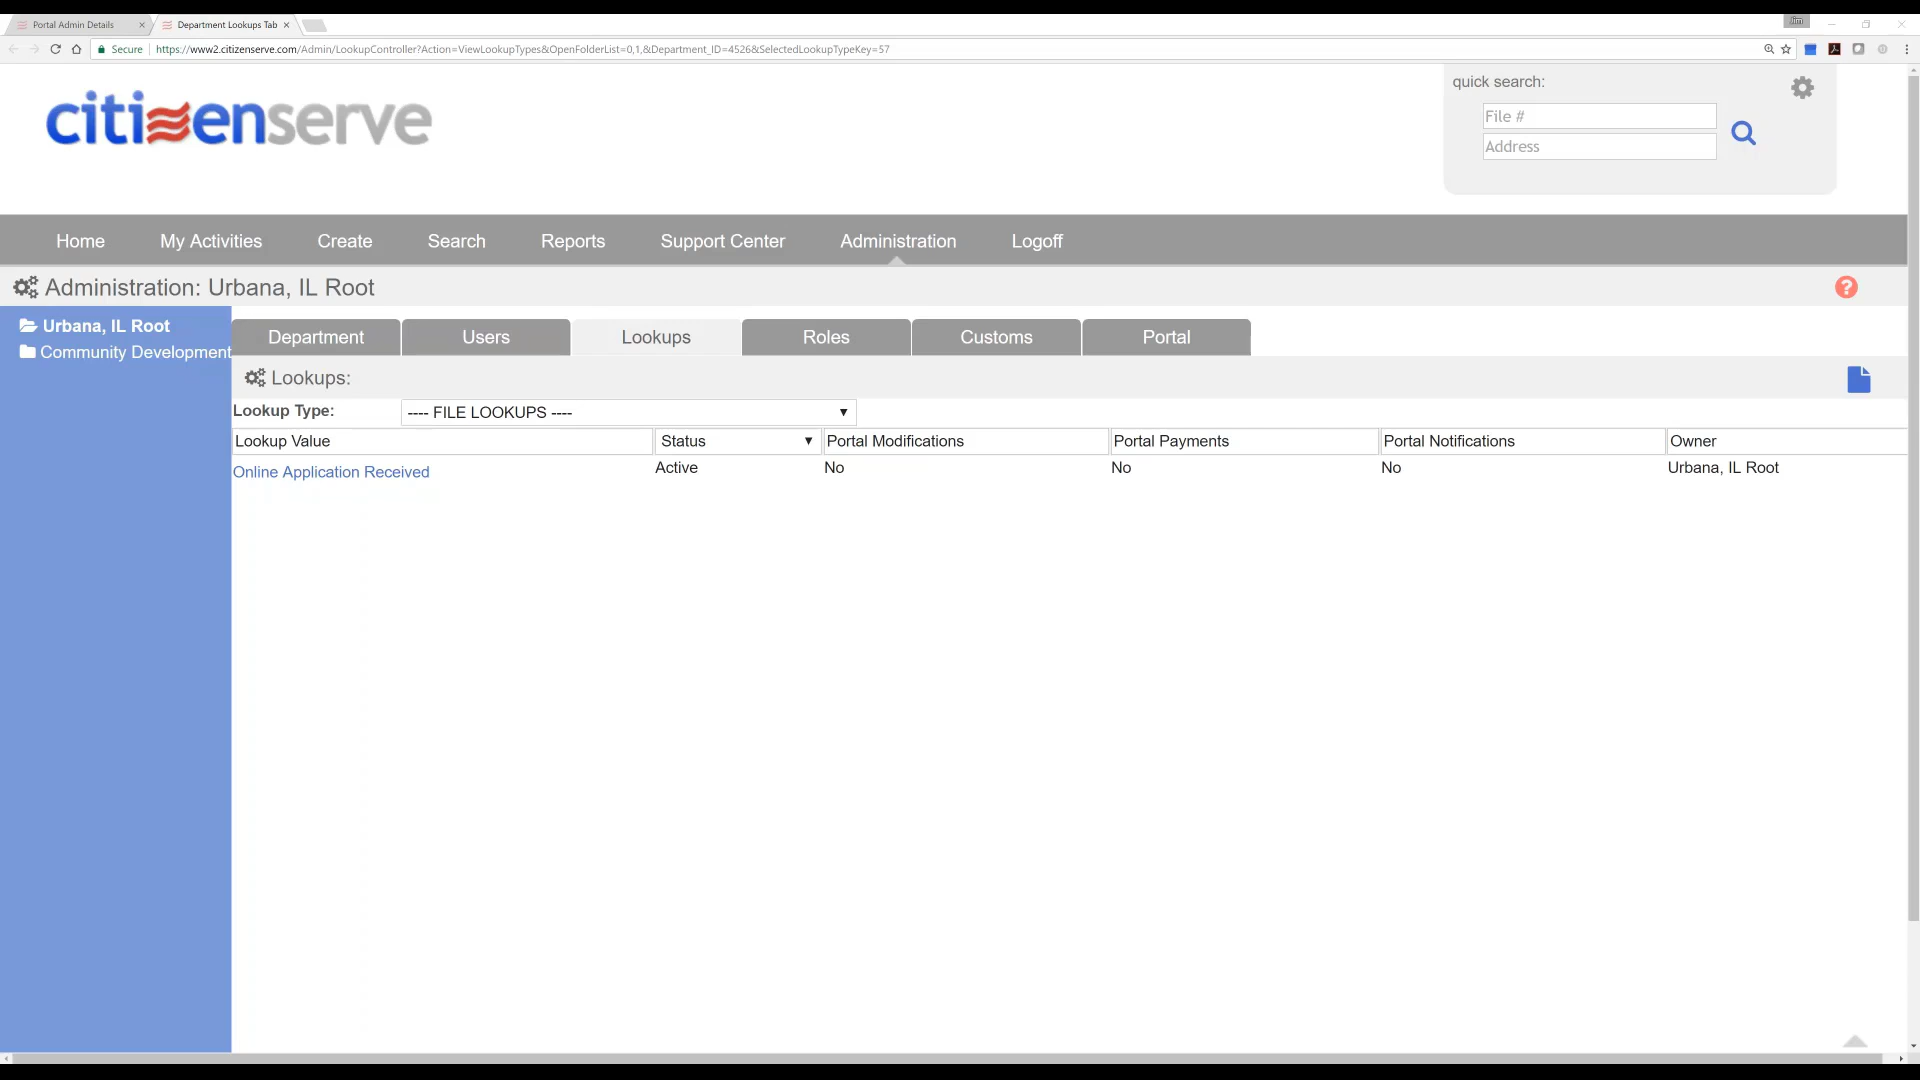 Portal Admin Details
Department Lookups Tab
Jim
Secure https://www2.citizenserve.com/Admin/LookupController?Action=ViewLookupTypes&OpenFolderList=0,1,&Department_ID=4526&SelectedLookupTypeKey=57
citizenserve
quick search:
File #
Address
Home My Activities Create Search Reports Support Center Administration Logoff
Administration: Urbana, IL Root
?
Urbana, IL Root
Community Development
Department Users Lookups Roles Customs Portal
Lookups:
Lookup Type: ---- FILE LOOKUPS ----
Lookup Value Status Portal Modifications Portal Payments Portal Notifications Owner
Online Application Received Active No No No Urbana, IL Root